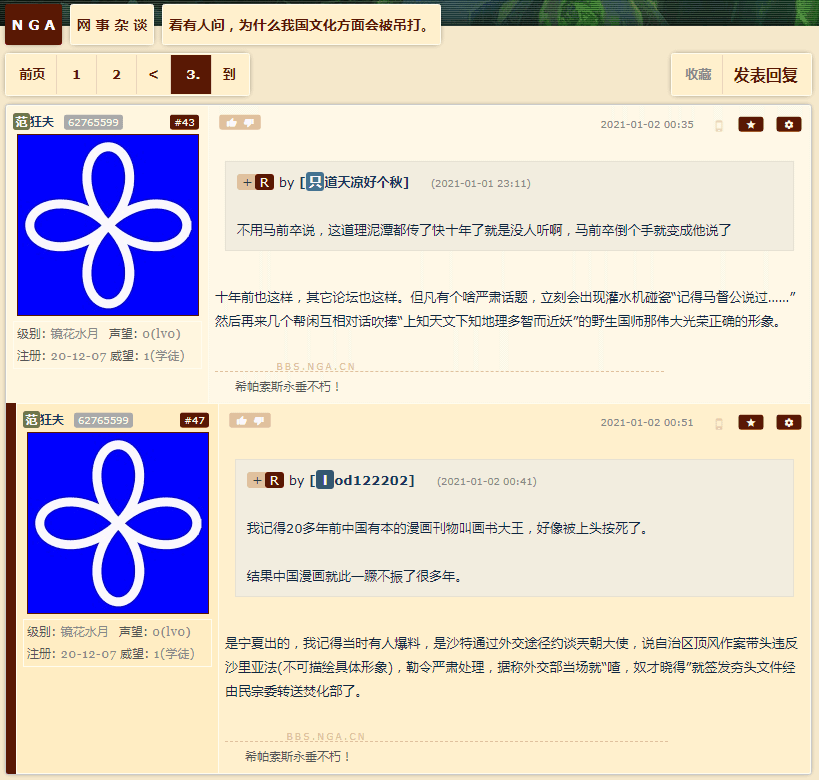 NGA 网事杂谈 看有人问，为什么我国文化方面会被吊打。
前页 1 2 < 3. 到 收藏 发表回复
范狂夫 62765599 #43 2021-01-02 00:35
+ R by [只道天凉好个秋] (2021-01-01 23:11)
不用马前卒说，这道理泥潭都传了快十年了就是没人听啊，马前卒倒个手就变成他说了
十年前也这样，其它论坛也这样。但凡有个啥严肃话题，立刻会出现灌水机碰瓷“记得马督公说过……”
然后再来几个帮闲互相对话吹捧“上知天文下知地理多智而近妖”的野生国师那伟大光荣正确的形象。
级别: 镜花水月 声望: 0(lv0)
注册: 20-12-07 威望: 1(学徒)
BBS.NGA.CN
希帕索斯永垂不朽！
范狂夫 62765599 #47 2021-01-02 00:51
+ R by [lod122202] (2021-01-02 00:41)
我记得20多年前中国有本的漫画刊物叫画书大王，好像被上头按死了。
结果中国漫画就此一蹶不振了很多年。
是宁夏出的，我记得当时有人爆料，是沙特通过外交途径约谈天朝大使，说自治区顶风作案带头违反
沙里亚法(不可描绘具体形象)，勒令严肃处理，据称外交部当场就“喳，奴才晓得”就签发夯头文件经
由民宗委转送焚化部了。
级别: 镜花水月 声望: 0(lv0)
注册: 20-12-07 威望: 1(学徒)
BBS.NGA.CN
希帕索斯永垂不朽！